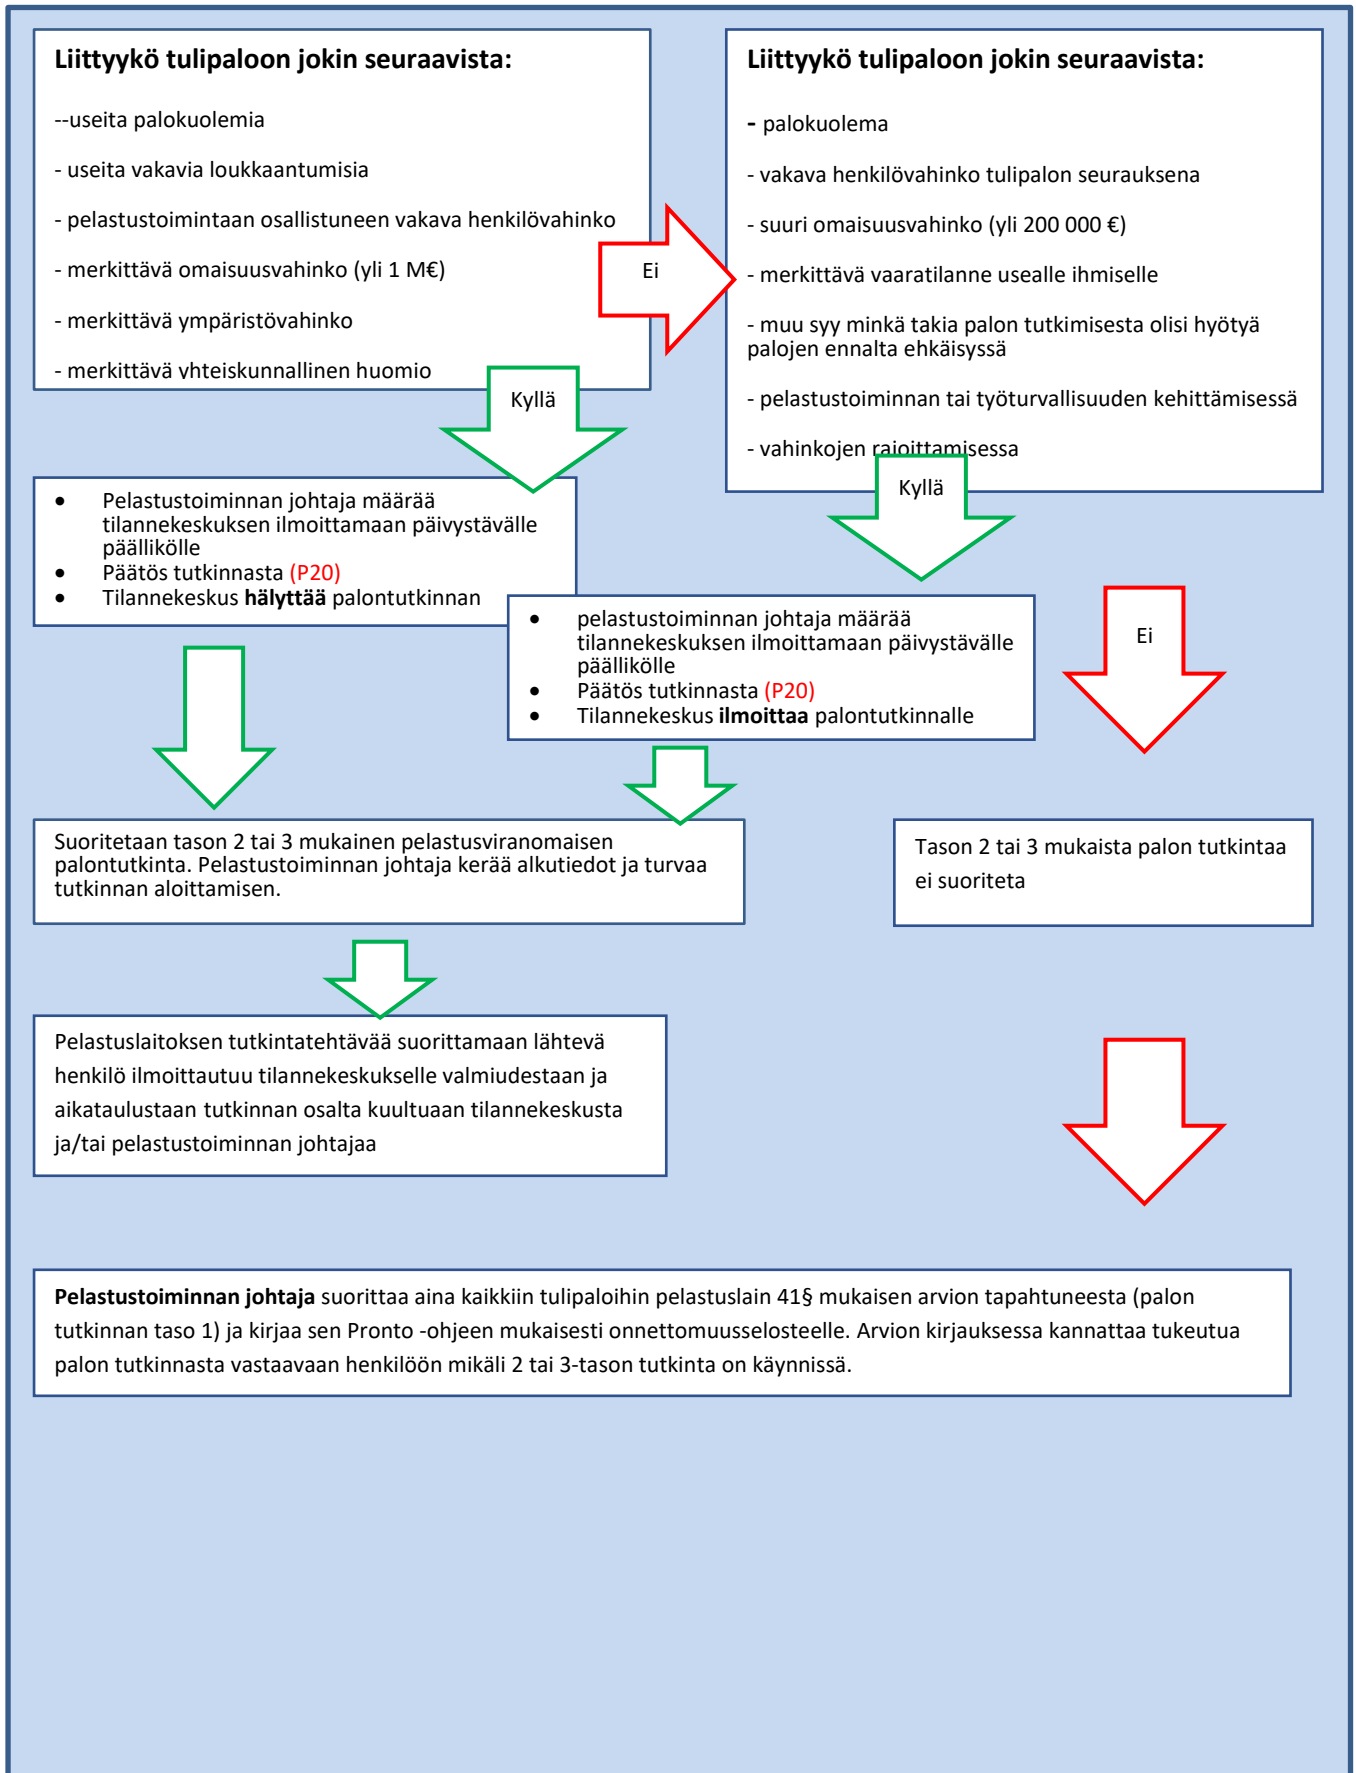 Liittyykö tulipaloon jokin seuraavista:
--useita palokuolemia
- useita vakavia loukkaantumisia
- pelastustoimintaan osallistuneen vakava henkilövahinko
- merkittävä omaisuusvahinko (yli 1 M€)
- merkittävä ympäristövahinko
- merkittävä yhteiskunnallinen huomio
Ei
Liittyykö tulipaloon jokin seuraavista:
- palokuolema
- vakava henkilövahinko tulipalon seurauksena
- suuri omaisuusvahinko (yli 200 000 €)
- merkittävä vaaratilanne usealle ihmiselle
- muu syy minkä takia palon tutkimisesta olisi hyötyä
palojen ennalta ehkäisyssä
- pelastustoiminnan tai työturvallisuuden kehittämisessä
- vahinkojen rajoittamisessa
Kyllä
Kyllä
• Pelastustoiminnan johtaja määrää
tilannekeskuksen ilmoittamaan päivystävälle
päällikölle
• Päätös tutkinnasta (P20)
• Tilannekeskus hälyttää palontutkinnan
• pelastustoiminnan johtaja määrää
tilannekeskuksen ilmoittamaan päivystävälle
päällikölle
• Päätös tutkinnasta (P20)
• Tilannekeskus ilmoittaa palontutkinnalle
Ei
Suoritetaan tason 2 tai 3 mukainen pelastusviranomaisen
palontutkinta. Pelastustoiminnan johtaja kerää alkutiedot ja turvaa
tutkinnan aloittamisen.
Tason 2 tai 3 mukaista palon tutkintaa
ei suoriteta
Pelastuslaitoksen tutkintatehtävää suorittamaan lähtevä
henkilö ilmoittautuu tilannekeskukselle valmiudestaan ja
aikataulustaan tutkinnan osalta kuultuaan tilannekeskusta
ja/tai pelastustoiminnan johtajaa
Pelastustoiminnan johtaja suorittaa aina kaikkiin tulipaloihin pelastuslain 41§ mukaisen arvion tapahtuneesta (palon
tutkinnan taso 1) ja kirjaa sen Pronto -ohjeen mukaisesti onnettomuusselosteelle. Arvion kirjauksessa kannattaa tukeutua
palon tutkinnasta vastaavaan henkilöön mikäli 2 tai 3-tason tutkinta on käynnissä.